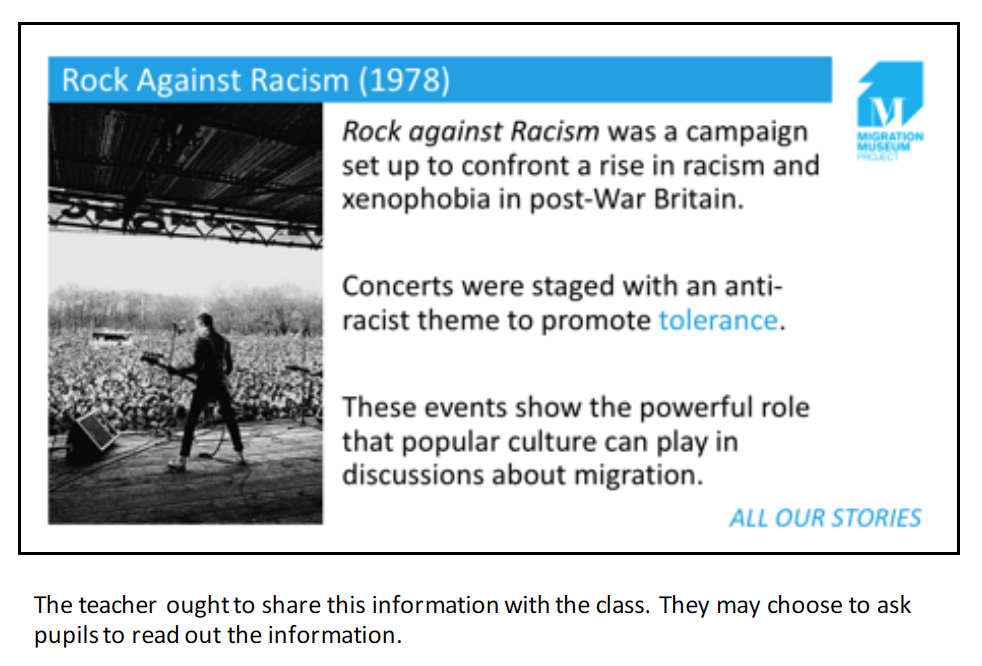 Rock Against Racism (1978)
M
MIGRATION
MUSEUM
PROJECT
Rock against Racism was a campaign
set up to confront a rise in racism and
xenophobia in post-War Britain.
Concerts were staged with an anti-
racist theme to promote tolerance.
These events show the powerful role
that popular culture can play in
discussions about migration.
ALL OUR STORIES
The teacher ought to share this information with the class. They may choose to ask
pupils to read out the information.